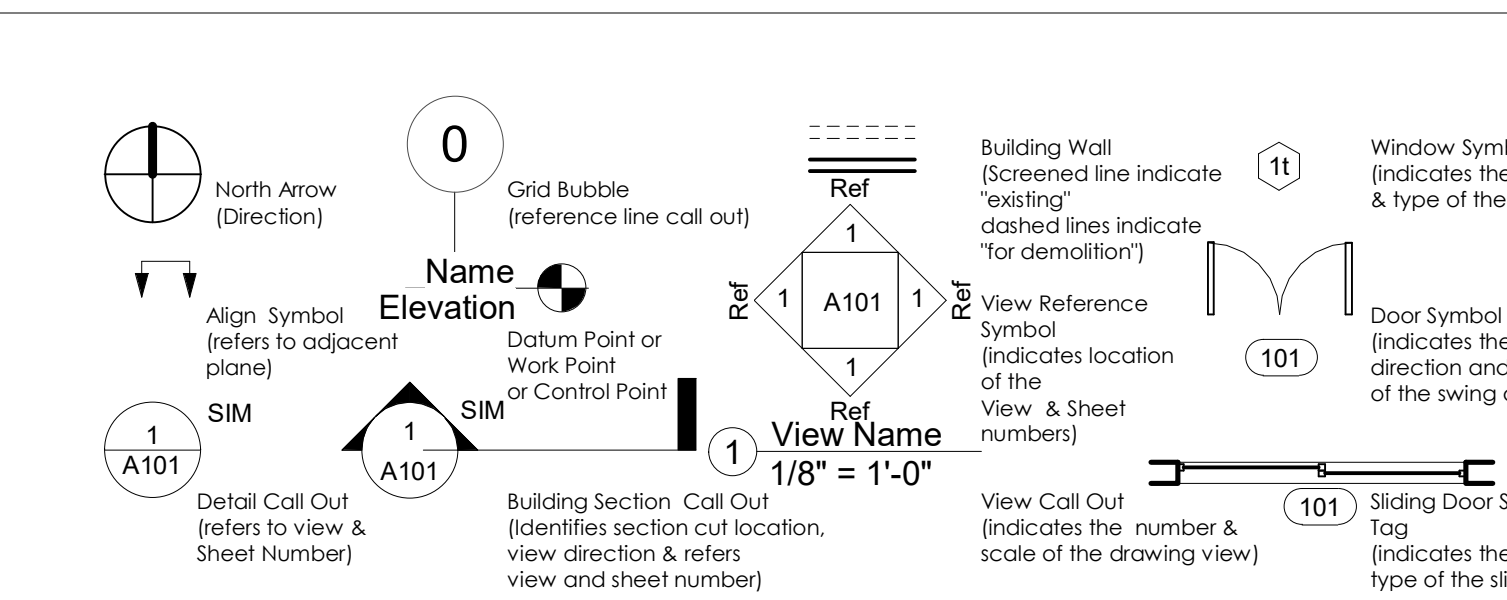 North Arrow
(Direction)
Align Symbol
(refers to adjacent
plane)
1
A101
SIM
Detail Call Out
(refers to view &
Sheet Number)
0
Grid Bubble
(reference line call out)
Name
Elevation
Datum Point or
Work Point
or Control Point
1
A101
SIM
Building Section Call Out
(Identifies section cut location,
view direction & refers
view and sheet number)
Ref
1
Ref
1
A101
1
Ref
1
Ref
1
View Name
1/8" = 1'-0"
Building Wall
(Screened line indicate
"existing"
dashed lines indicate
"for demolition")
View Reference
Symbol
(indicates location
of the
View & Sheet
numbers)
View Call Out
(indicates the number &
scale of the drawing view)
1t
101
101
Window
(indicates the
& type of the
Door Symbol
(indicates the
direction and
of the swing
Sliding Door
Tag
(indicates the
type of the